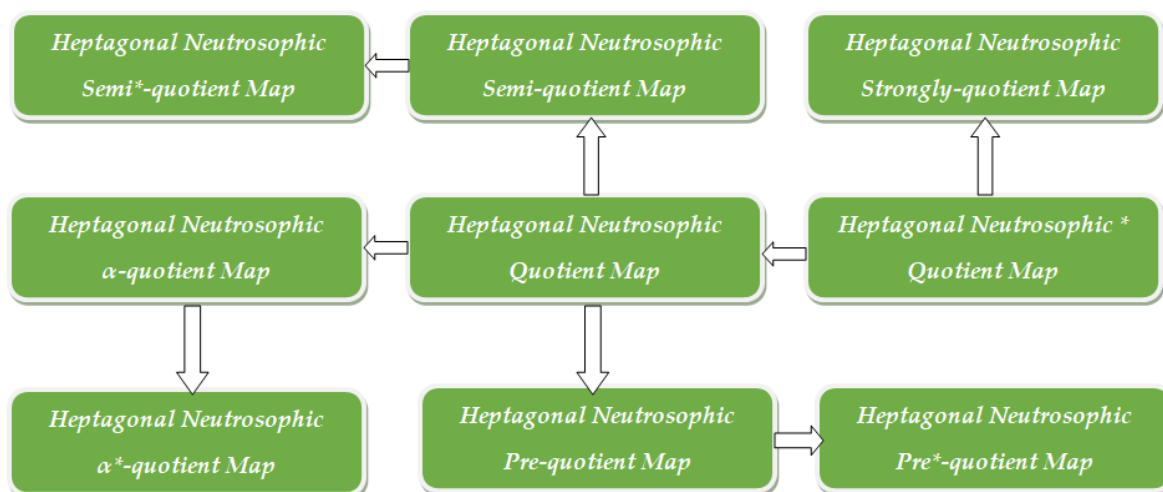 Heptagonal Neutrosophic
Semi*-quotient Map
Heptagonal Neutrosophic
Semi-quotient Map
Heptagonal Neutrosophic
Strongly-quotient Map
Heptagonal Neutrosophic
α-quotient Map
Heptagonal Neutrosophic
Quotient Map
Heptagonal Neutrosophic *
Quotient Map
Heptagonal Neutrosophic
α*-quotient Map
Heptagonal Neutrosophic
Pre-quotient Map
Heptagonal Neutrosophic
Pre*-quotient Map